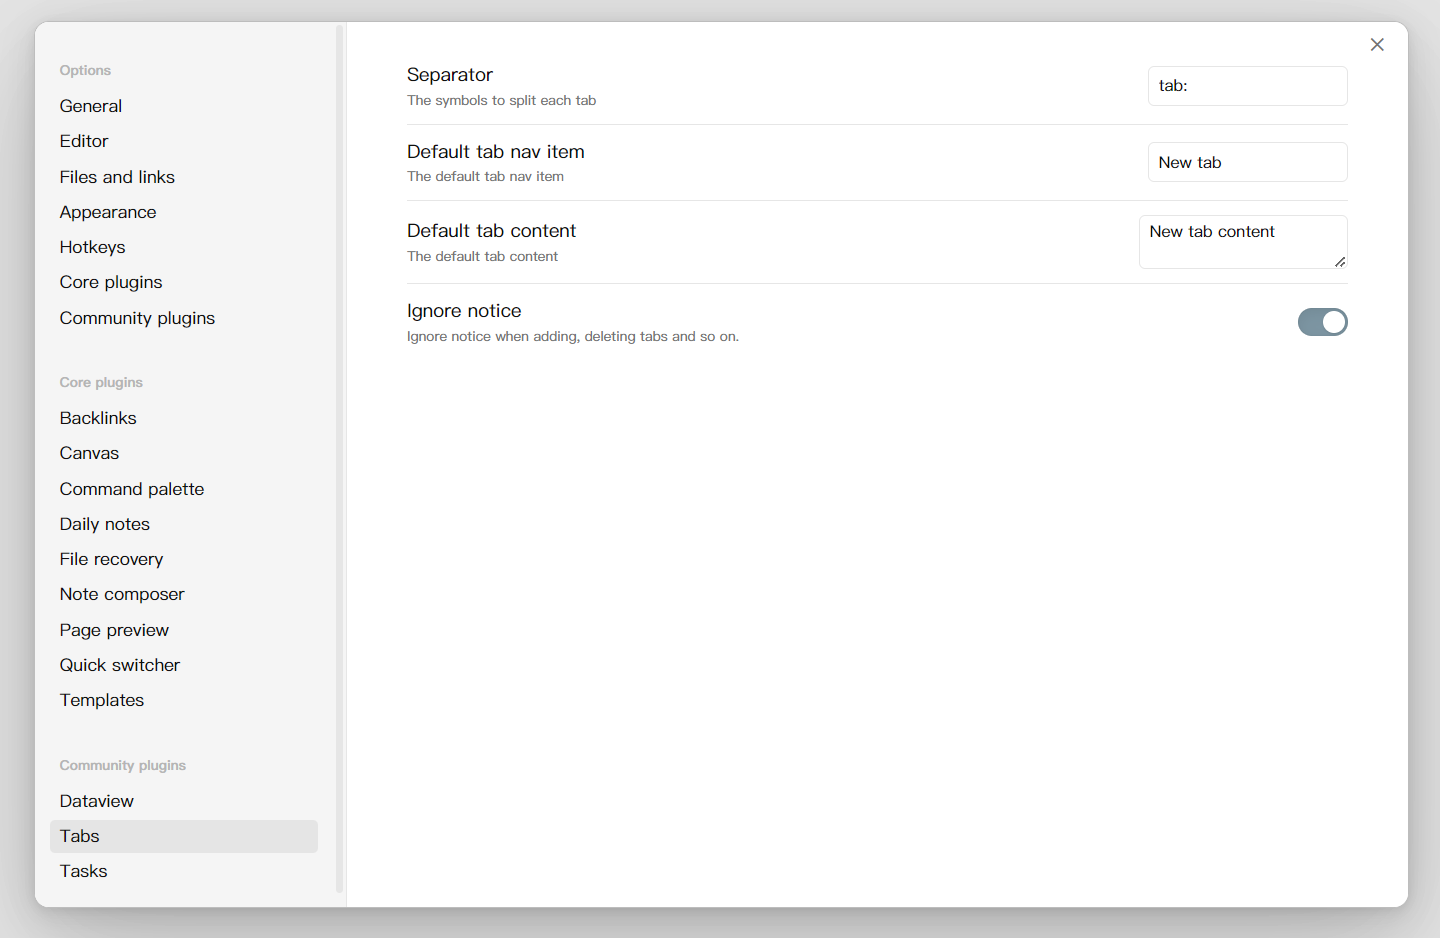 Options
General
Editor
Files and links
Appearance
Hotkeys
Core plugins
Community plugins
Core plugins
Backlinks
Canvas
Command palette
Daily notes
File recovery
Note composer
Page preview
Quick switcher
Templates
Community plugins
Dataview
Tabs
Tasks
Separator
The symbols to split each tab
tab:
Default tab nav item
The default tab nav item
New tab
Default tab content
The default tab content
New tab content
Ignore notice
Ignore notice when adding, deleting tabs and so on.